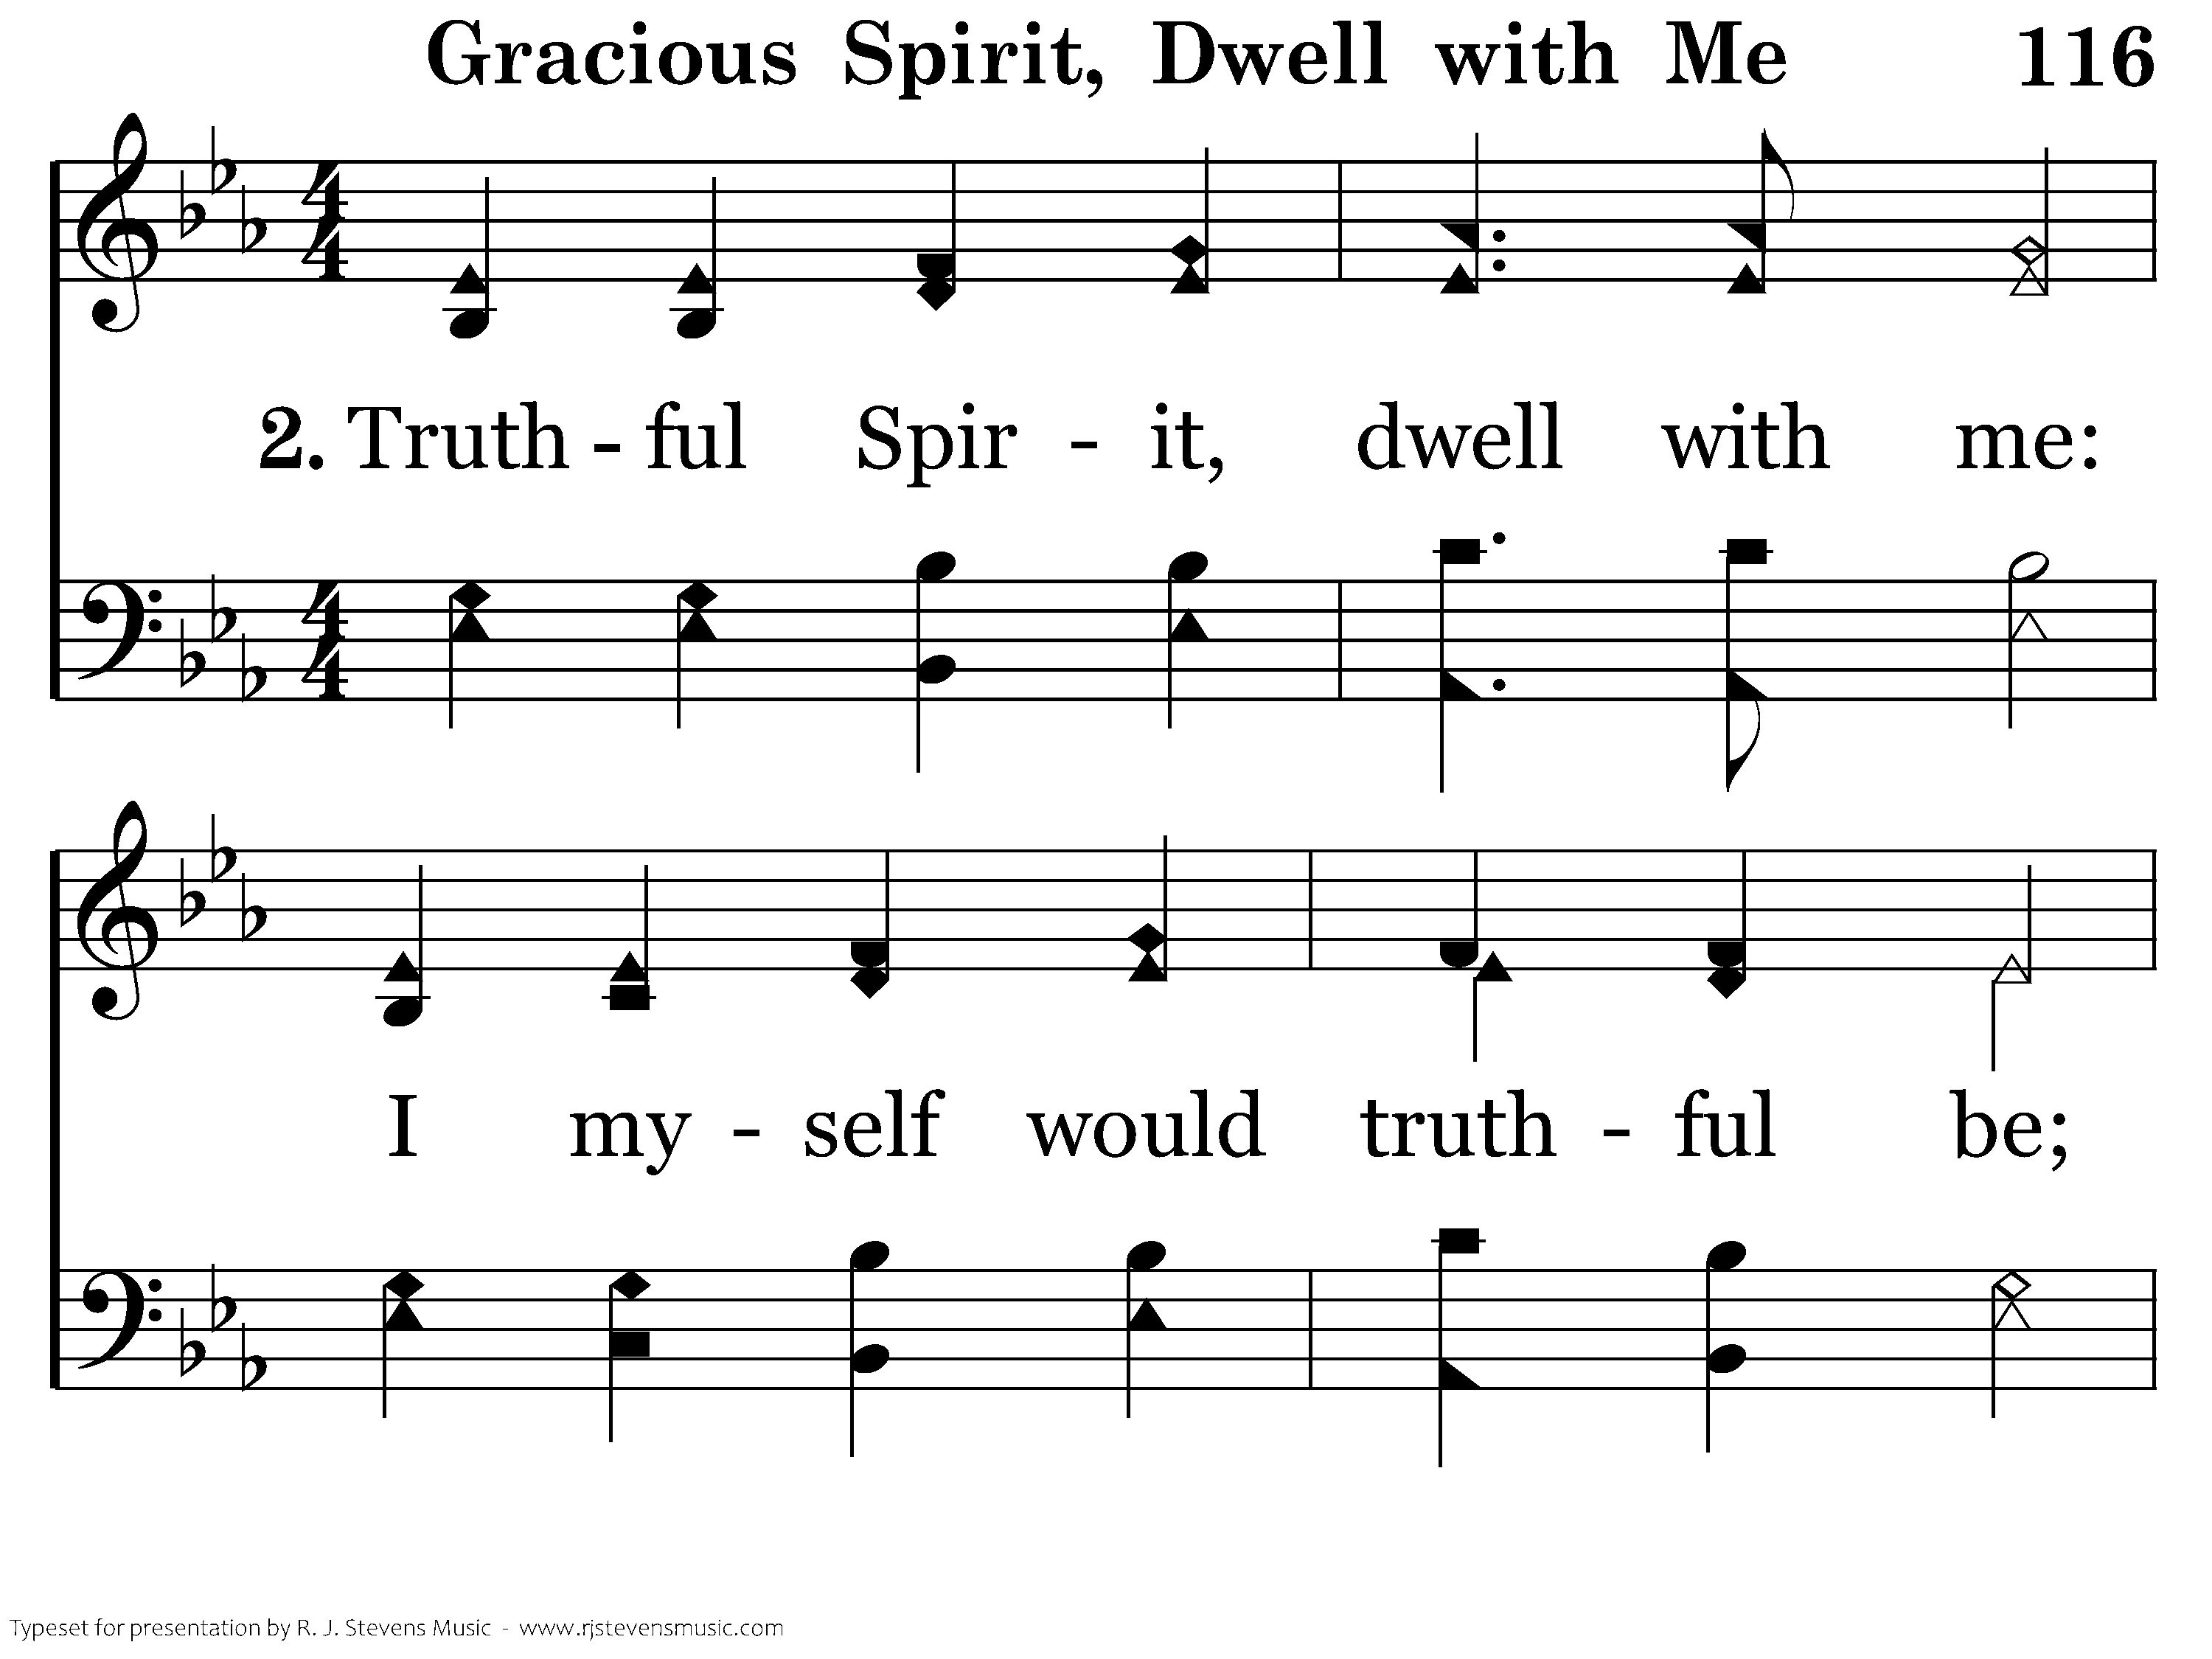 Gracious Spirit, Dwell with Me 116
2. Truth - ful Spir - it, dwell with me:
I my - self would truth - ful be;
Typeset for presentation by R. J. Stevens Music - www.rjstevensmusic.com